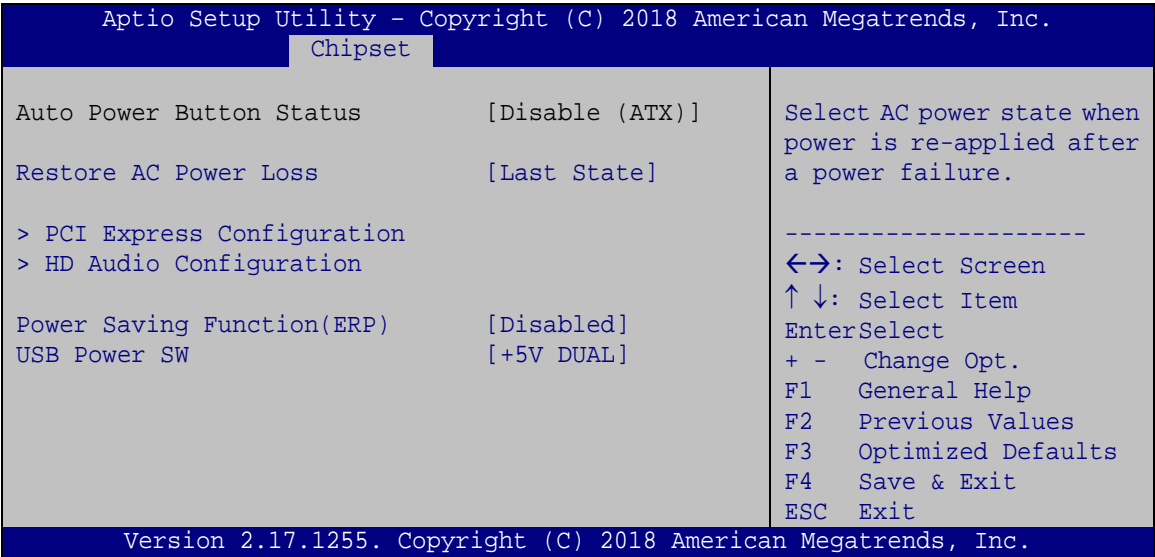 Aptio Setup Utility – Copyright (C) 2018 American Megatrends, Inc.
Chipset
Auto Power Button Status [Disable (ATX)]
Restore AC Power Loss [Last State]
> PCI Express Configuration
> HD Audio Configuration
Power Saving Function(ERP) [Disabled]
USB Power SW [+5V DUAL]
Select AC power state when
power is re-applied after
a power failure.
---------------------
←→: Select Screen
↑ ↓: Select Item
EnterSelect
+ - Change Opt.
F1 General Help
F2 Previous Values
F3 Optimized Defaults
F4 Save & Exit
ESC Exit
Version 2.17.1255. Copyright (C) 2018 American Megatrends, Inc.